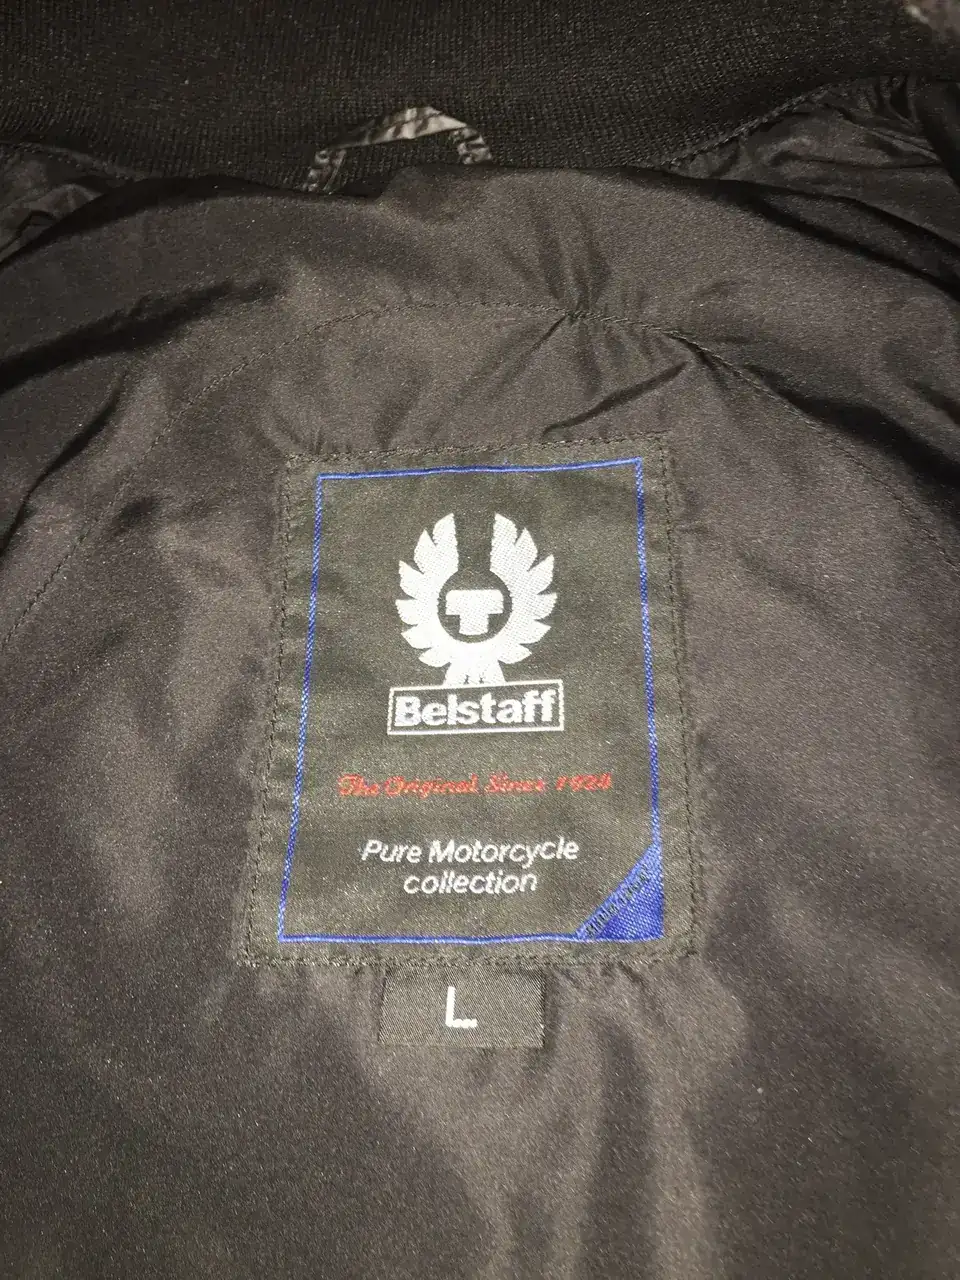 Belstaff
The Original Since 1924
Pure Motorcycle
collection
L